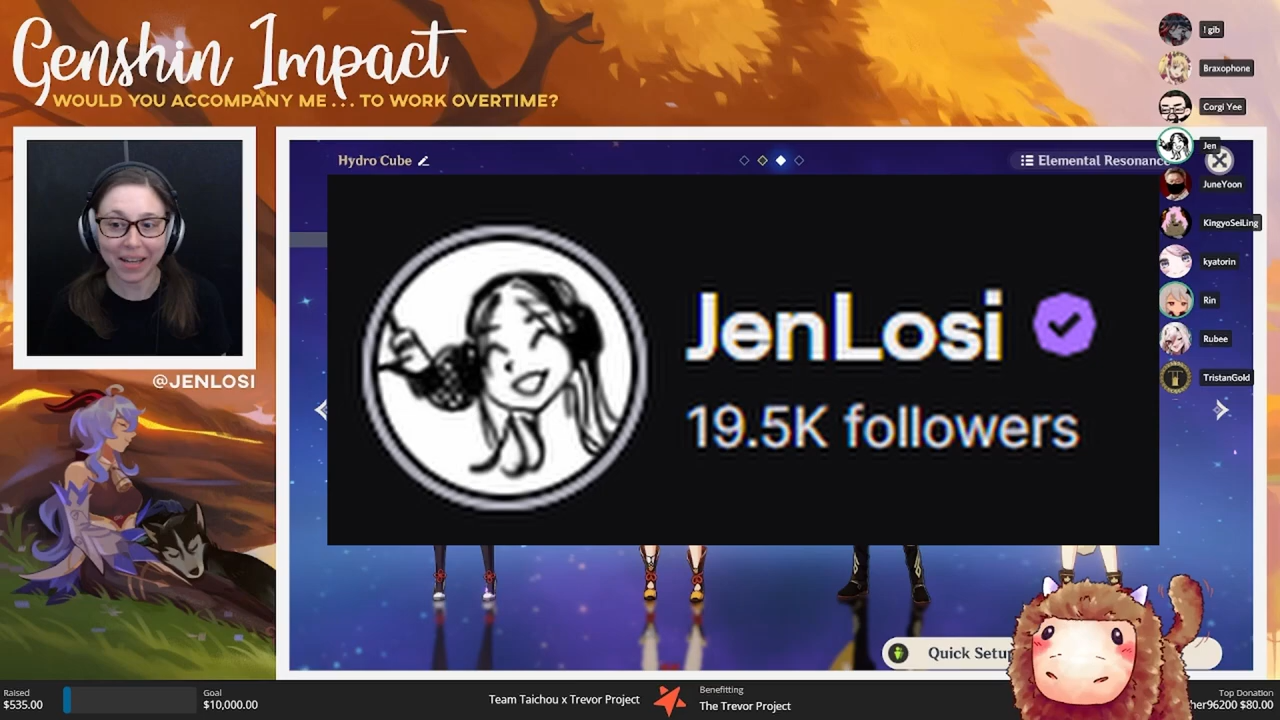 Genshin Impact
WOULD YOU ACCOMPANY ME ... TO WORK OVERTIME?
! gib
Braxophone
Corgi Yee
Jen
JuneYoon
KingyoSeiLing
kyatorin
Rin
Rubee
TristanGold
Hydro Cube
Elemental Resonance
JenLosi
19.5K followers
@JENLOSI
Quick Setup
Raised
$535.00
Goal
$10,000.00
Team Taichou x Trevor Project
Benefitting
The Trevor Project
Top Donation
her96200 $80.00